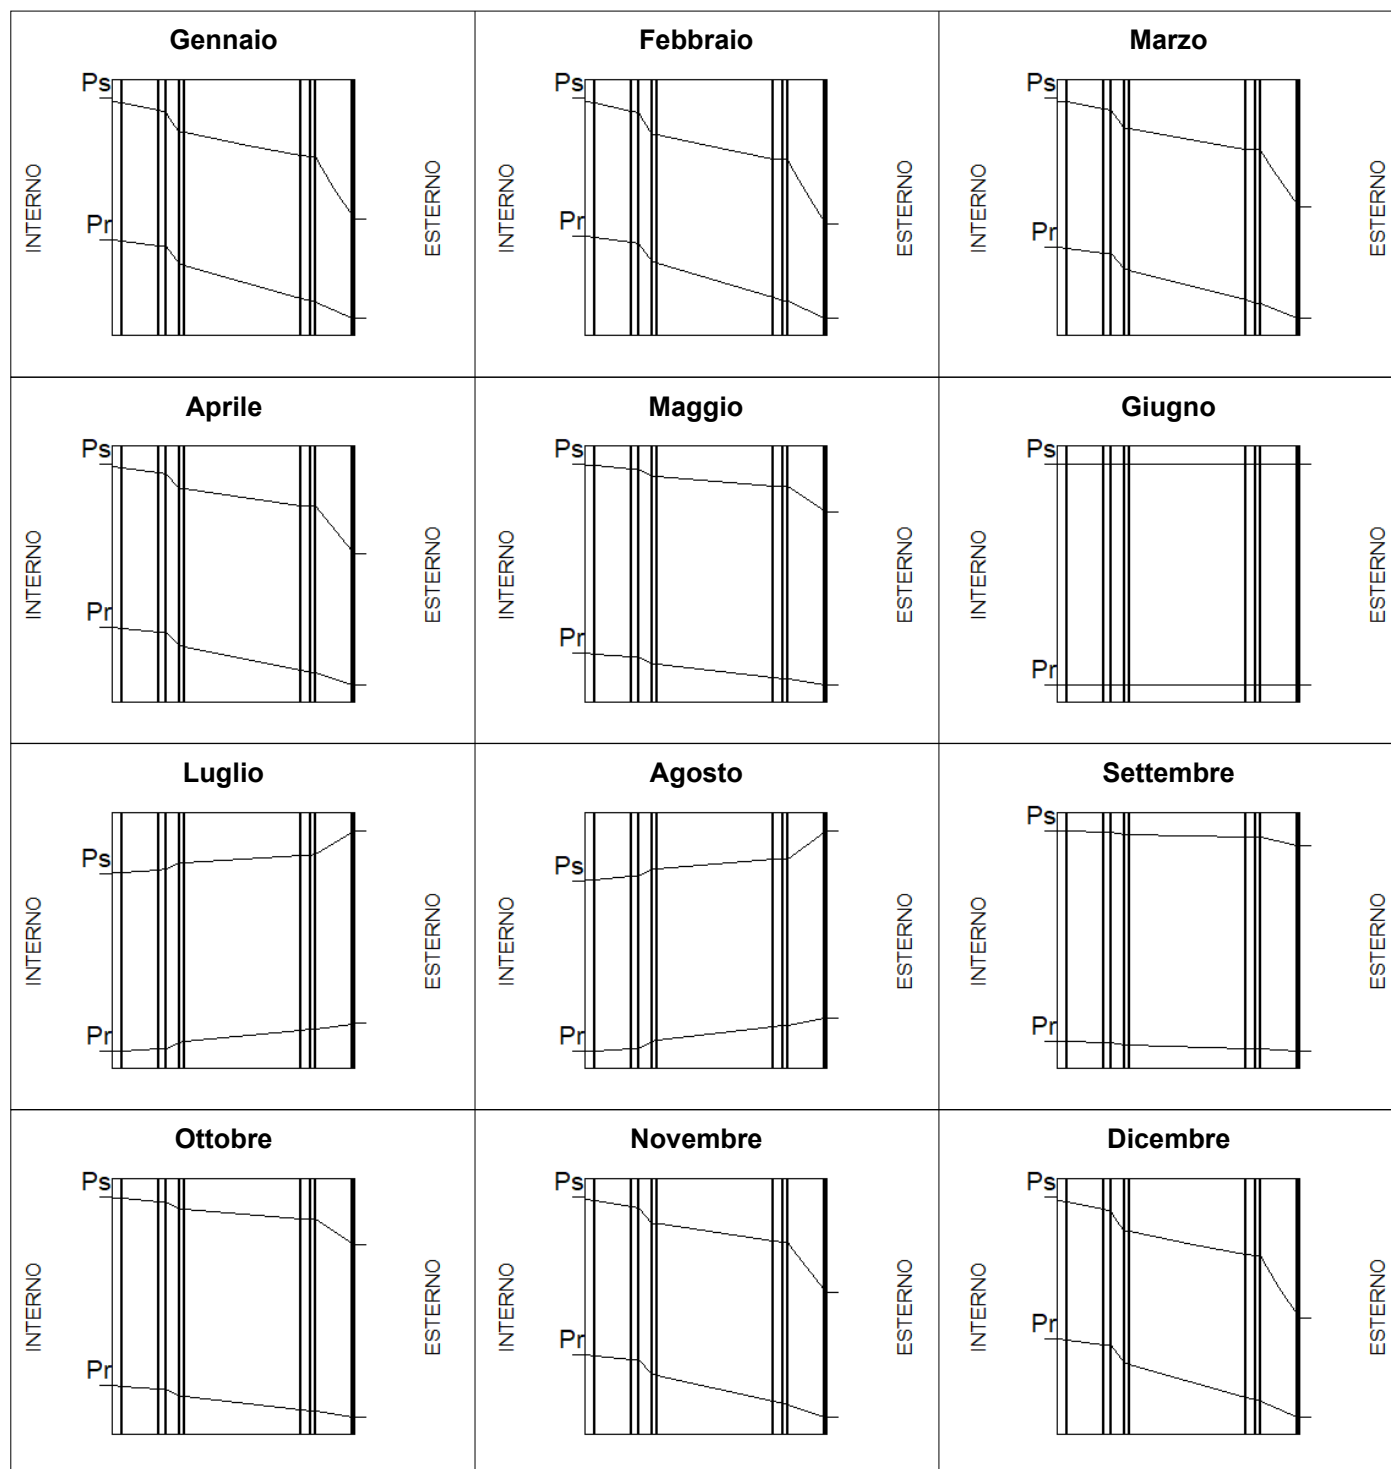 Gennaio
Febbraio
Marzo
Ps
Pr
INTERNO
ESTERNO
Ps
Pr
INTERNO
ESTERNO
Ps
Pr
INTERNO
ESTERNO
Aprile
Maggio
Giugno
Ps
Pr
INTERNO
ESTERNO
Ps
Pr
INTERNO
ESTERNO
Ps
Pr
INTERNO
ESTERNO
Luglio
Agosto
Settembre
Ps
Pr
INTERNO
ESTERNO
Ps
Pr
INTERNO
ESTERNO
Ps
Pr
INTERNO
ESTERNO
Ottobre
Novembre
Dicembre
Ps
Pr
INTERNO
ESTERNO
Ps
Pr
INTERNO
ESTERNO
Ps
Pr
INTERNO
ESTERNO